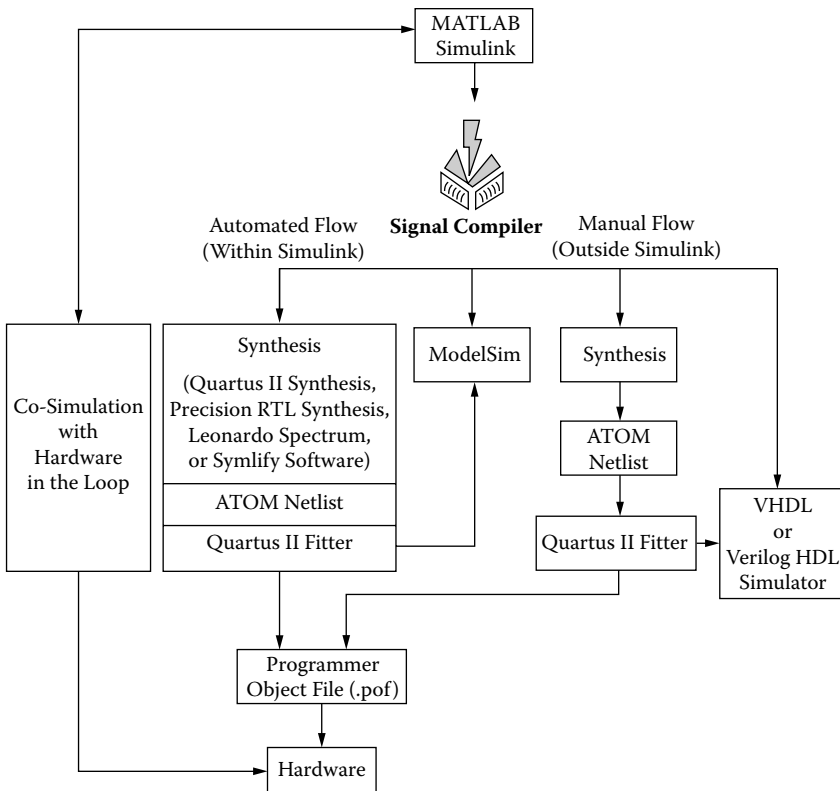 MATLAB
Simulink
Signal Compiler
Automated Flow
(Within Simulink)
Manual Flow
(Outside Simulink)
Co-Simulation
with
Hardware
in the Loop
Synthesis
(Quartus II Synthesis,
Precision RTL Synthesis,
Leonardo Spectrum,
or Symlify Software)
ATOM Netlist
Quartus II Fitter
ModelSim
Synthesis
ATOM
Netlist
Quartus II Fitter
VHDL
or
Verilog HDL
Simulator
Programmer
Object File (.pof)
Hardware